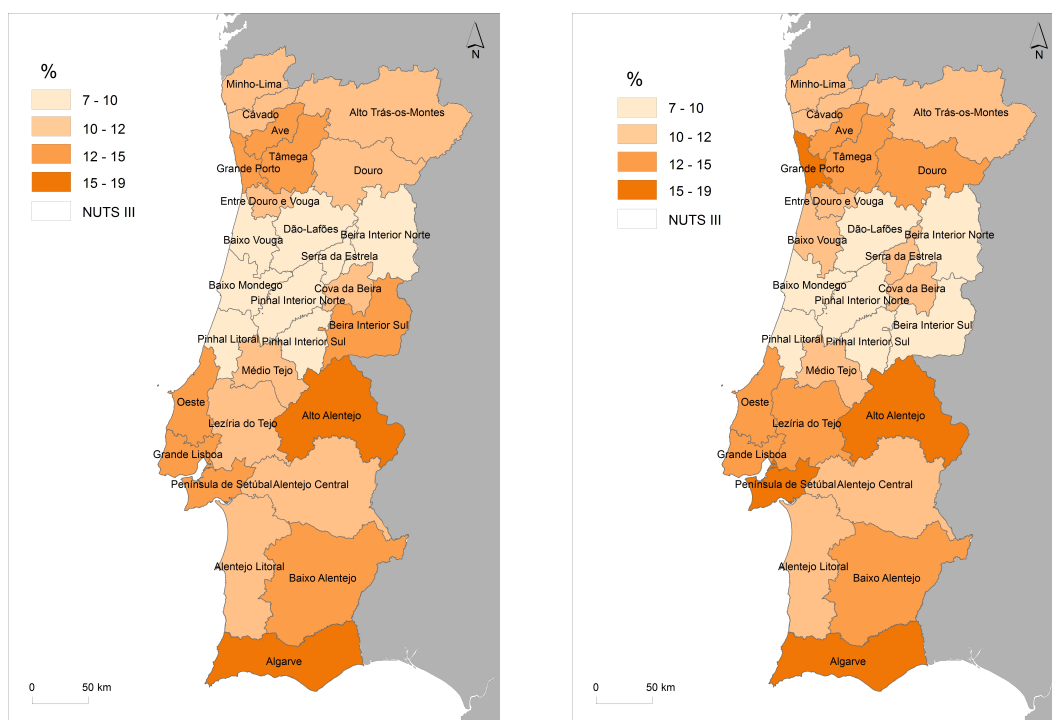 N
%
7 - 10
10 - 12
12 - 15
15 - 19
NUTS III
Minho-Lima
Cávado
Alto Trás-os-Montes
Ave
Tâmega
Grande Porto
Douro
Entre Douro e Vouga
Dão-Lafões
Baixo Vouga
Beira Interior Norte
Serra da Estrela
Baixo Mondego
Cova da Beira
Pinhal Interior Norte
Beira Interior Sul
Pinhal Litoral
Pinhal Interior Sul
Médio Tejo
Oeste
Alto Alentejo
Lezíria do Tejo
Grande Lisboa
Península de Setúbal
Alentejo Central
Alentejo Litoral
Baixo Alentejo
Algarve
0
50 km
N
%
7 - 10
10 - 12
12 - 15
15 - 19
NUTS III
Minho-Lima
Cávado
Alto Trás-os-Montes
Ave
Tâmega
Grande Porto
Douro
Entre Douro e Vouga
Dão-Lafões
Baixo Vouga
Beira Interior Norte
Serra da Estrela
Baixo Mondego
Cova da Beira
Pinhal Interior Norte
Beira Interior Sul
Pinhal Litoral
Pinhal Interior Sul
Médio Tejo
Oeste
Alto Alentejo
Lezíria do Tejo
Grande Lisboa
Península de Setúbal
Alentejo Central
Alentejo Litoral
Baixo Alentejo
Algarve
0
50 km